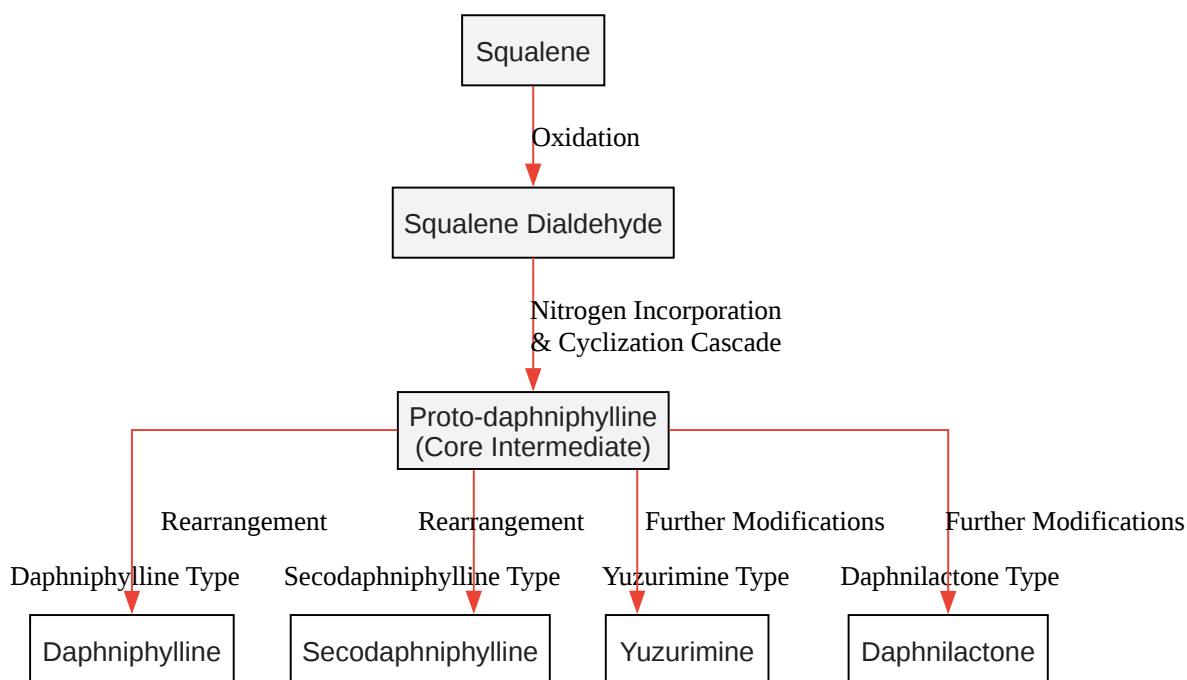 Squalene
Oxidation
Squalene Dialdehyde
Nitrogen Incorporation
& Cyclization Cascade
Proto-daphniphylline
(Core Intermediate)
Rearrangement
Rearrangement
Further Modifications
Further Modifications
Daphniphylline Type
Secodaphniphylline Type
Yuzurimine Type
Daphnilactone Type
Daphniphylline
Secodaphniphylline
Yuzurimine
Daphnilactone